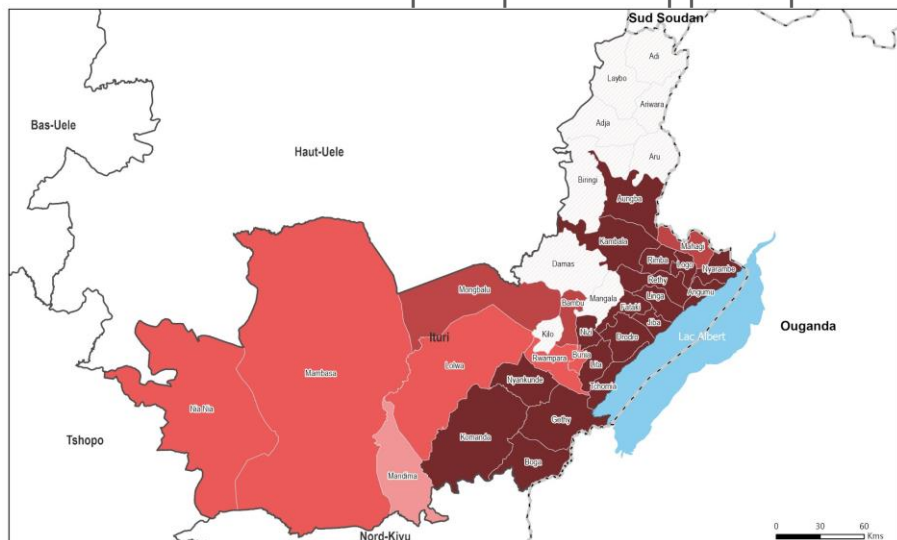 Sud Soudan
Adi
Laybo
Ariwara
Adja
Bas-Uele
Haut-Uele
Aru
Biringi
Aungba
Kambala
Mahagi
Rimba
Logo
Damas
Nyarambe
Rethy
Mongbalu
Linga
Angumu
Mangala
Bambu
Fataki
Jiba
Ouganda
Kilo
Nizi
Drodro
Lac Albert
Ituri
Bunia
Lita
Rwampara
Lolwa
Mambasa
Nyankunde
Tchomia
Nia Nia
Gethy
Tshopo
Komanda
Boga
Mandima
Nord-Kivu
0 30 60
Kms